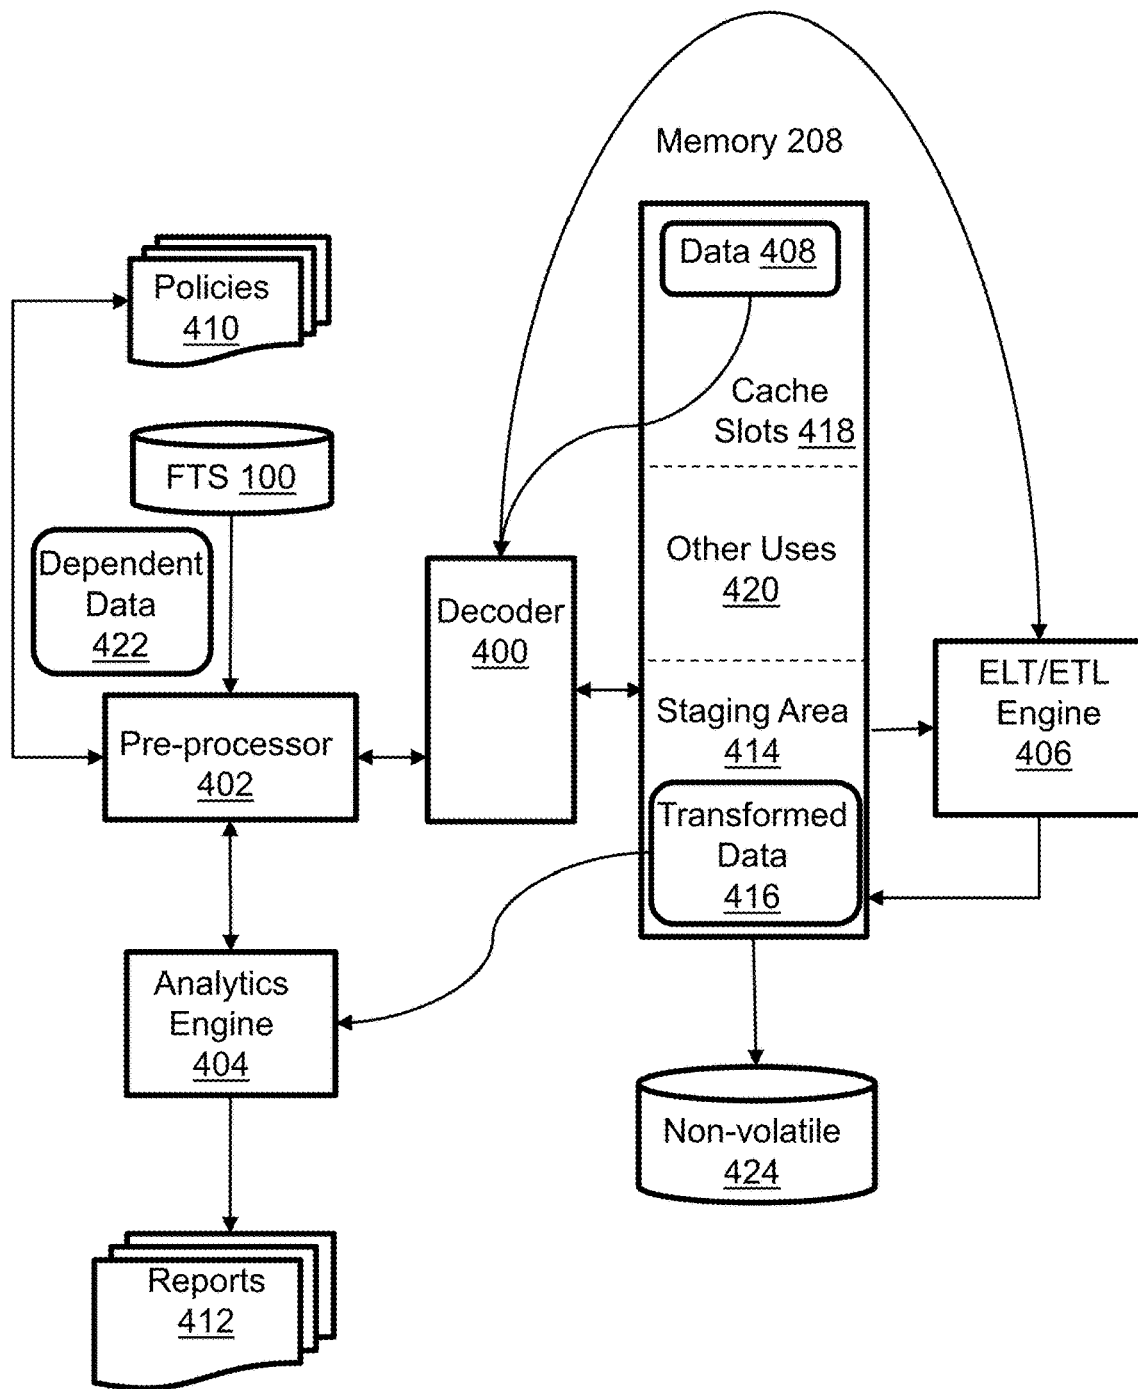 Memory 208
Data 408
Policies
410
Cache
Slots 418
FTS 100
Dependent
Data
422
Other Uses
420
Decoder
400
ELT/ETL
Engine
406
Staging Area
414
Pre-processor
402
Transformed
Data
416
Analytics
Engine
404
Non-volatile
424
Reports
412